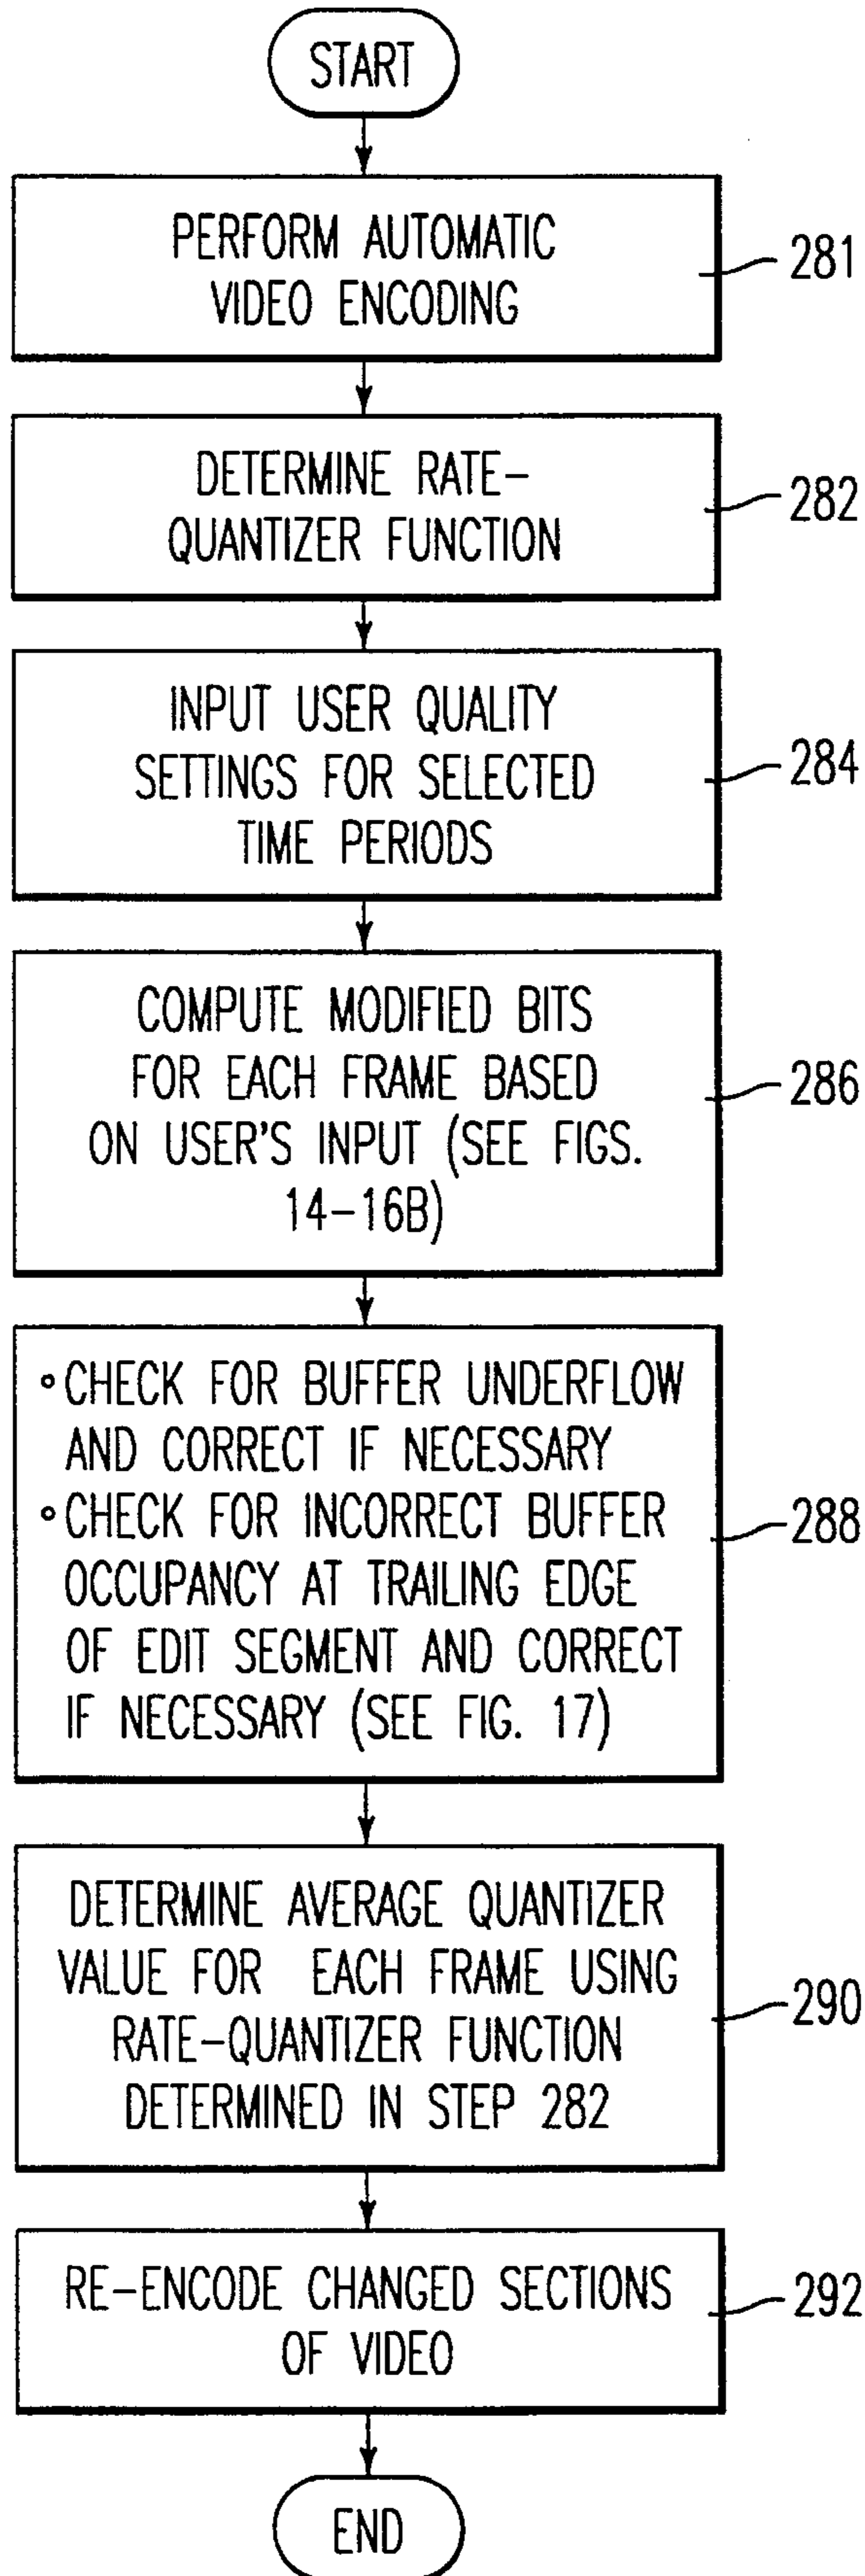 START
PERFORM AUTOMATIC
VIDEO ENCODING
281
DETERMINE RATE-
QUANTIZER FUNCTION
282
INPUT USER QUALITY
SETTINGS FOR SELECTED
TIME PERIODS
284
COMPUTE MODIFIED BITS
FOR EACH FRAME BASED
ON USER'S INPUT (SEE FIGS.
14-16B)
286
∘ CHECK FOR BUFFER UNDERFLOW
AND CORRECT IF NECESSARY
∘ CHECK FOR INCORRECT BUFFER
OCCUPANCY AT TRAILING EDGE
OF EDIT SEGMENT AND CORRECT
IF NECESSARY (SEE FIG. 17)
288
DETERMINE AVERAGE QUANTIZER
VALUE FOR EACH FRAME USING
RATE-QUANTIZER FUNCTION
DETERMINED IN STEP 282
290
RE-ENCODE CHANGED SECTIONS
OF VIDEO
292
END